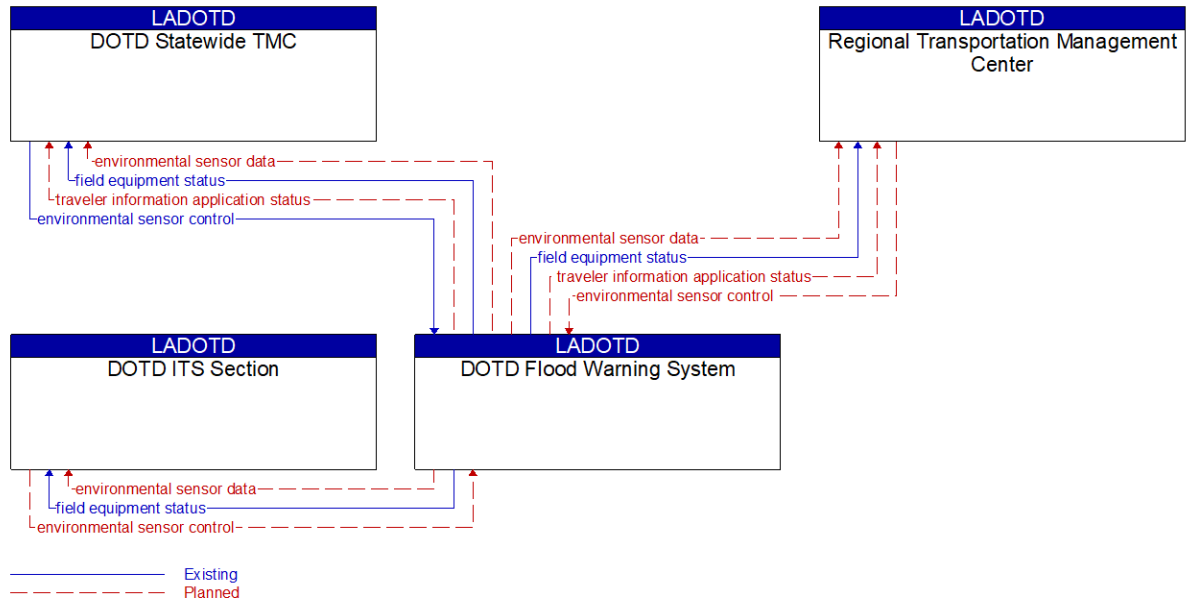 LADOTD
DOTD Statewide TMC
LADOTD
Regional Transportation Management
Center
environmental sensor data
field equipment status
traveler information application status
environmental sensor control
environmental sensor data
field equipment status
traveler information application status
environmental sensor control
LADOTD
DOTD ITS Section
LADOTD
DOTD Flood Warning System
environmental sensor data
field equipment status
environmental sensor control
Existing
Planned